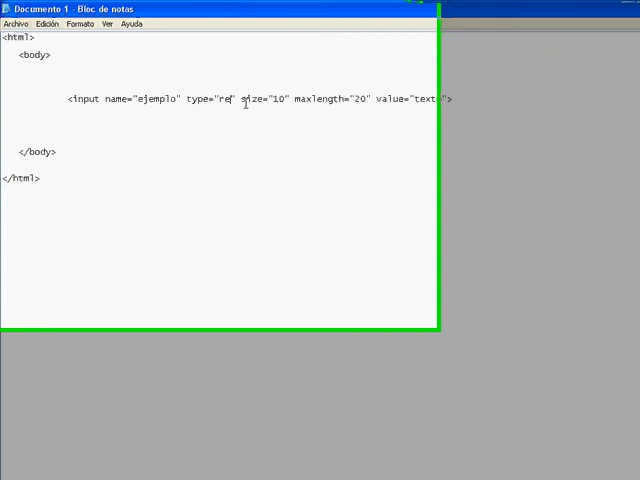 Documento 1 - Bloc de notas
Archivo Edición Formato Ver Ayuda
<html>
<body>
<input name="ejemplo" type="re" size="10" maxlength="20" value="texto">
</body>
</html>